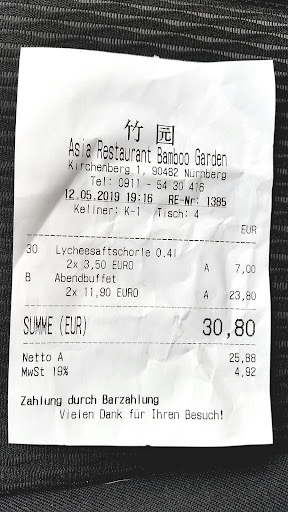 竹园
Asia Restaurant Bamboo Garden
Kirchenberg 1, 90482 Nürnberg
Tel: 0911 - 54 30 416
12.05.2019 19:16 RE-Nr: 1385
Kellner: K-1 Tisch: 4
EUR
30 Lycheesaftschorle 0.4l
2x 3,50 EURO A 7,00
B Abendbuffet
2x 11,90 EURO A 23,80
SUMME (EUR) 30,80
Netto A 25,88
MwSt 19% 4,92
Zahlung durch Barzahlung
Vielen Dank für Ihren Besuch!